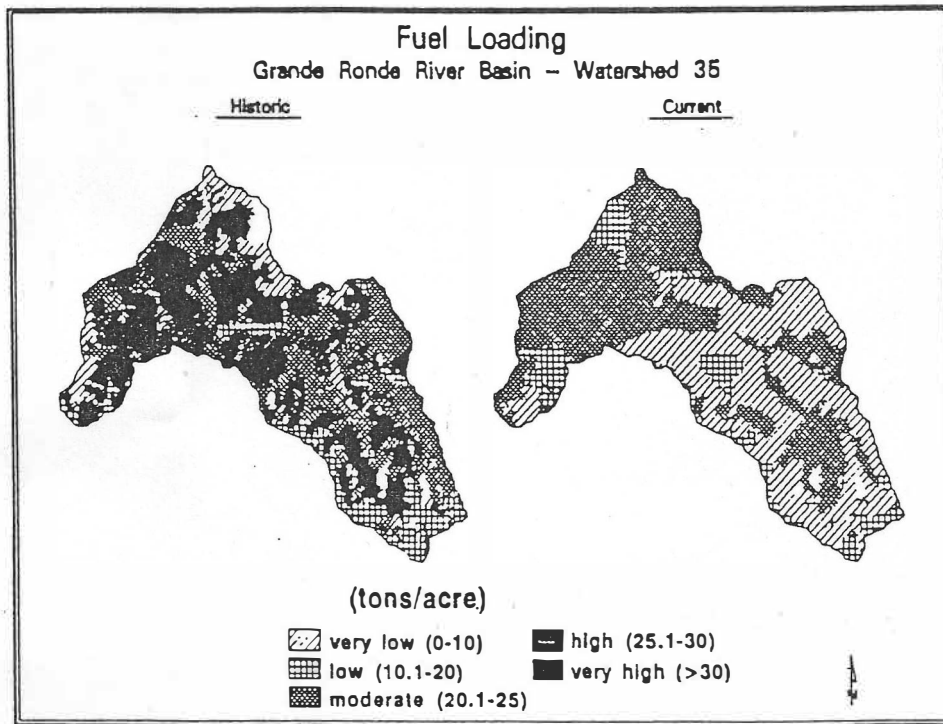 Fuel Loading
Grande Ronde River Basin – Watershed 35
Historic
Current
(tons/acre)
very low (0-10)
low (10.1-20)
moderate (20.1-25)
high (25.1-30)
very high (>30)